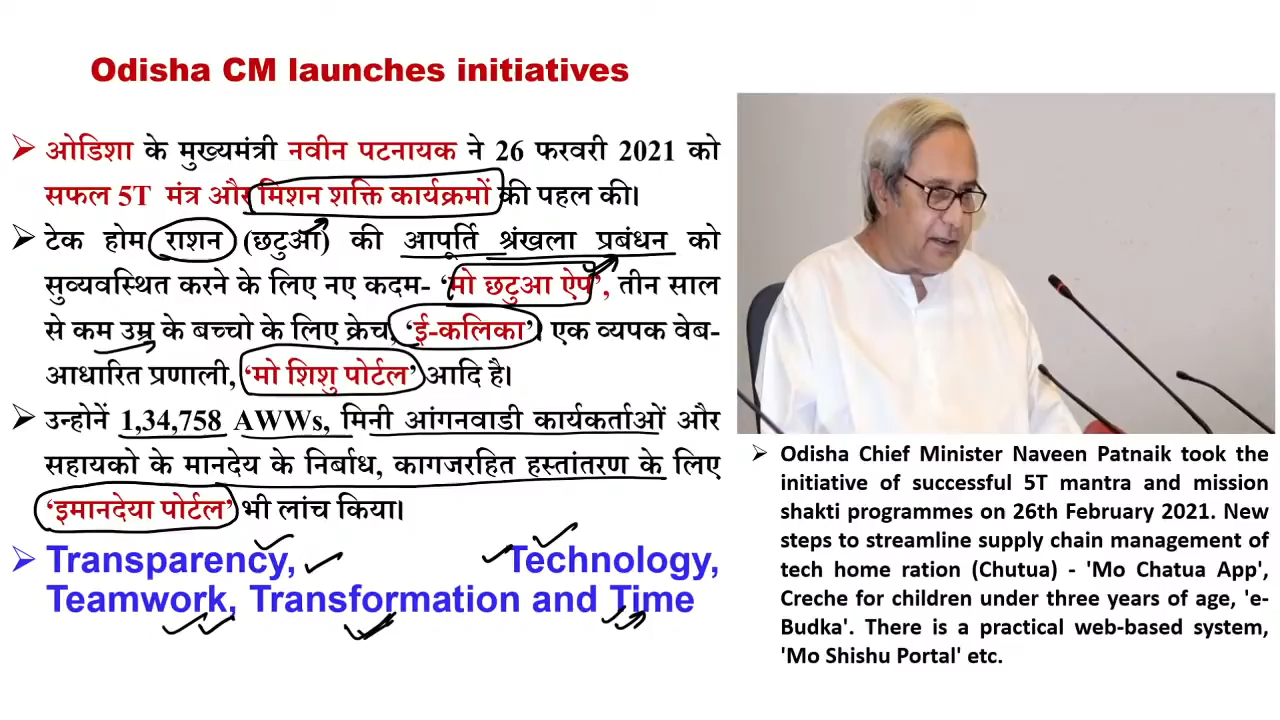 Odisha CM launches initiatives
ओडिशा के मुख्यमंत्री नवीन पटनायक ने 26 फरवरी 2021 को
सफल 5T मंत्र और मिशन शक्ति कार्यक्रमों की पहल की।
टेक होम राशन (छटुआ) की आपूर्ति श्रंखला प्रबंधन को
सुव्यवस्थित करने के लिए नए कदम- ‘मो छटुआ ऐप’, तीन साल
से कम उम्र के बच्चो के लिए क्रेच, ‘ई-कलिका’। एक व्यापक वेब-
आधारित प्रणाली, ‘मो शिशु पोर्टल’ आदि है।
उन्होनें 1,34,758 AWWs, मिनी आंगनवाडी कार्यकर्ताओं और
सहायको के मानदेय के निर्बाध, कागजरहित हस्तांतरण के लिए
‘इमानदेया पोर्टल’ भी लांच किया।
Transparency, Technology,
Teamwork, Transformation and Time
Odisha Chief Minister Naveen Patnaik took the
initiative of successful 5T mantra and mission
shakti programmes on 26th February 2021. New
steps to streamline supply chain management of
tech home ration (Chutua) - 'Mo Chatua App',
Creche for children under three years of age, 'e-
Budka'. There is a practical web-based system,
'Mo Shishu Portal' etc.